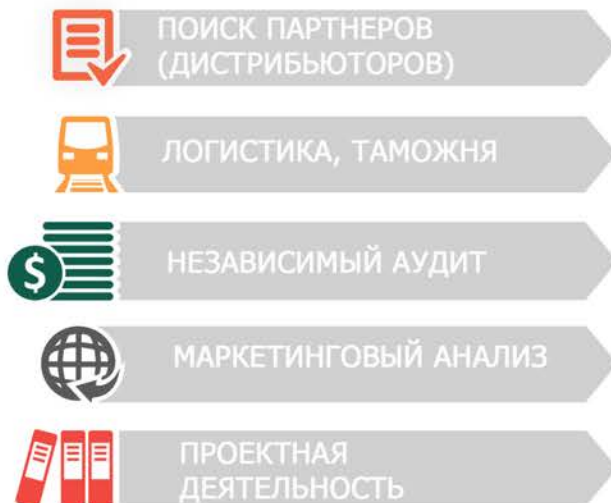 ПОИСК ПАРТНЕРОВ
(ДИСТРИБЬЮТОРОВ)
ЛОГИСТИКА, ТАМОЖНЯ
$
НЕЗАВИСИМЫЙ АУДИТ
МАРКЕТИНГОВЫЙ АНАЛИЗ
ПРОЕКТНАЯ
ДЕЯТЕЛЬНОСТЬ